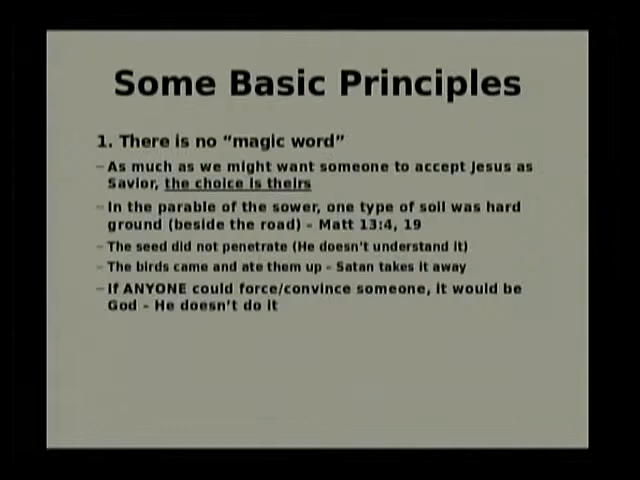 Some Basic Principles
1. There is no “magic word”
– As much as we might want someone to accept Jesus as
Savior, the choice is theirs
– In the parable of the sower, one type of soil was hard
ground (beside the road) – Matt 13:4, 19
– The seed did not penetrate (He doesn’t understand it)
– The birds came and ate them up – Satan takes it away
– If ANYONE could force/convince someone, it would be
God – He doesn’t do it